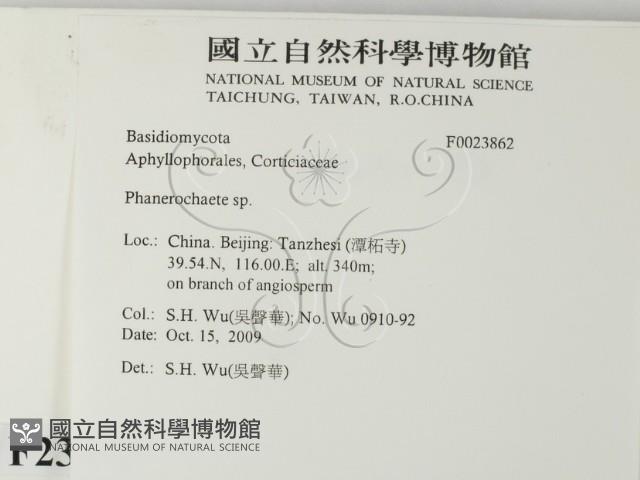 國立自然科學博物館
NATIONAL MUSEUM OF NATURAL SCIENCE
TAICHUNG, TAIWAN, R.O.CHINA
Basidiomycota F0023862
Aphyllophorales, Corticiaceae
Phanerochaete sp.
Loc.: China. Beijing: Tanzhesi (潭柘寺)
39.54.N, 116.00.E; alt. 340m;
on branch of angiosperm
Col.: S.H. Wu(吳聲華); No. Wu 0910-92
Date: Oct. 15, 2009
Det.: S.H. Wu(吳聲華)
國立自然科學博物館
NATIONAL MUSEUM OF NATURAL SCIENCE
F23